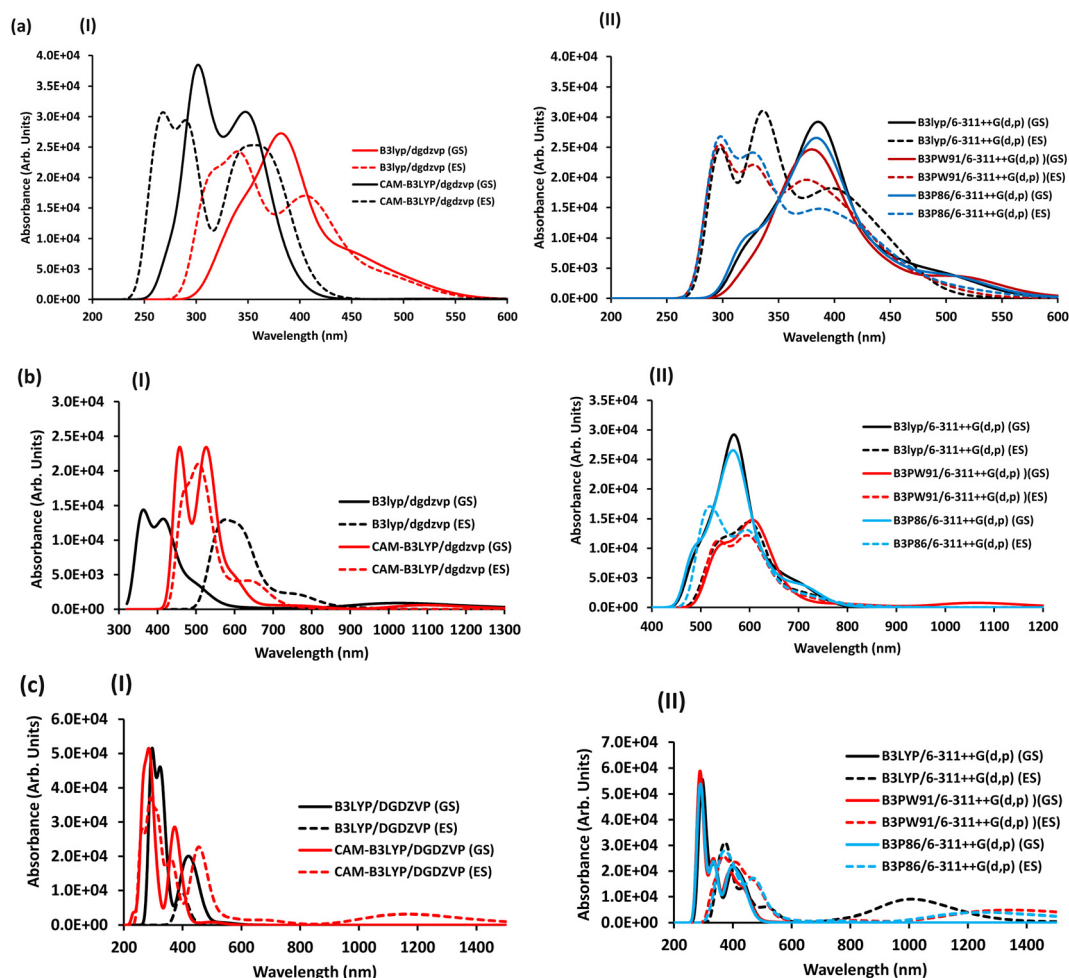 (a)
(I)
Absorbance (Arb. Units)
4.0E+04
3.5E+04
3.0E+04
2.5E+04
2.0E+04
1.5E+04
1.0E+04
5.0E+03
0.0E+00
200 250 300 350 400 450 500 550 600
Wavelength (nm)
B3lyp/dgdzvp (GS)
B3lyp/dgdzvp (ES)
CAM-B3LYP/dgdzvp (GS)
CAM-B3LYP/dgdzvp (ES)
(II)
Absorbance (Arb. Units)
4.0E+04
3.5E+04
3.0E+04
2.5E+04
2.0E+04
1.5E+04
1.0E+04
5.0E+03
0.0E+00
200 250 300 350 400 450 500 550 600
Wavelength (nm)
B3lyp/6-311++G(d,p) (GS)
B3lyp/6-311++G(d,p) (ES)
B3PW91/6-311++G(d,p) )(GS)
B3PW91/6-311++G(d,p) )(ES)
B3P86/6-311++G(d,p) (GS)
B3P86/6-311++G(d,p) (ES)
(b)
(I)
Absorbance (Arb. Units)
3.0E+04
2.5E+04
2.0E+04
1.5E+04
1.0E+04
5.0E+03
0.0E+00
300 400 500 600 700 800 900 1000 1100 1200 1300
Wavelength (nm)
B3lyp/dgdzvp (GS)
B3lyp/dgdzvp (ES)
CAM-B3LYP/dgdzvp (GS)
CAM-B3LYP/dgdzvp (ES)
(II)
Absorbance (Arb. Units)
3.5E+04
3.0E+04
2.5E+04
2.0E+04
1.5E+04
1.0E+04
5.0E+03
0.0E+00
400 500 600 700 800 900 1000 1100 1200
Wavelength (nm)
B3lyp/6-311++G(d,p) (GS)
B3lyp/6-311++G(d,p) (ES)
B3PW91/6-311++G(d,p) )(GS)
B3PW91/6-311++G(d,p) )(ES)
B3P86/6-311++G(d,p) (GS)
B3P86/6-311++G(d,p) (ES)
(c)
(I)
Absorbance (Arb. Units)
6.0E+04
5.0E+04
4.0E+04
3.0E+04
2.0E+04
1.0E+04
0.0E+00
200 400 600 800 1000 1200 1400
Wavelength (nm)
B3LYP/DGDZVP (GS)
B3LYP/DGDZVP (ES)
CAM-B3LYP/DGDZVP (GS)
CAM-B3LYP/DGDZVP (ES)
(II)
Absorbance (Arb. Units)
7.0E+04
6.0E+04
5.0E+04
4.0E+04
3.0E+04
2.0E+04
1.0E+04
0.0E+00
200 400 600 800 1000 1200 1400
Wavelength (nm)
B3LYP/6-311++G(d,p) (GS)
B3LYP/6-311++G(d,p) (ES)
B3PW91/6-311++G(d,p) )(GS)
B3PW91/6-311++G(d,p) )(ES)
B3P86/6-311++G(d,p) (GS)
B3P86/6-311++G(d,p) (ES)